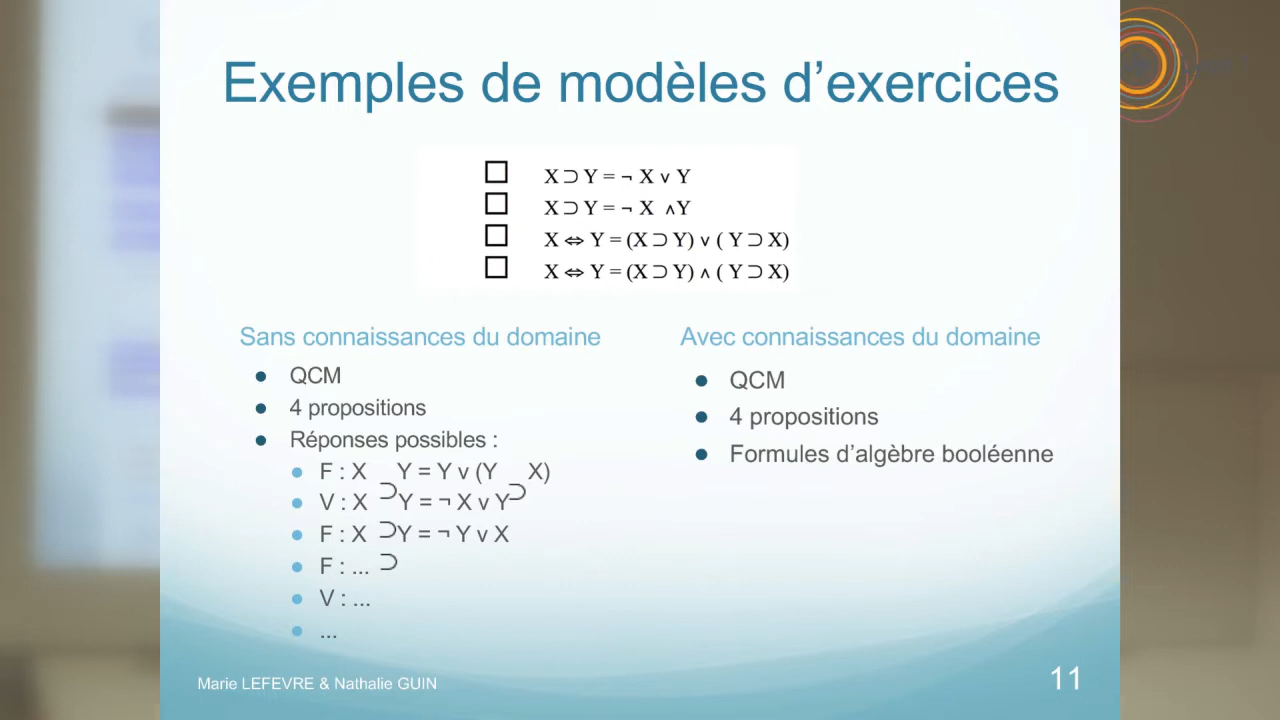 Exemples de modèles d’exercices
☐ X ⊃ Y = ¬ X ∨ Y
☐ X ⊃ Y = ¬ X ∧Y
☐ X ⇔ Y = (X ⊃ Y) ∨ ( Y ⊃ X)
☐ X ⇔ Y = (X ⊃ Y) ∧ ( Y ⊃ X)
Sans connaissances du domaine
● QCM
● 4 propositions
● Réponses possibles :
● F : X ⊃ Y = Y v (Y ⊃ X)
● V : X ⊃ Y = ¬ X v Y
● F : X ⊃ Y = ¬ Y v X
● F : ...
● V : ...
● ...
Avec connaissances du domaine
● QCM
● 4 propositions
● Formules d’algèbre booléenne
Marie LEFEVRE & Nathalie GUIN
11